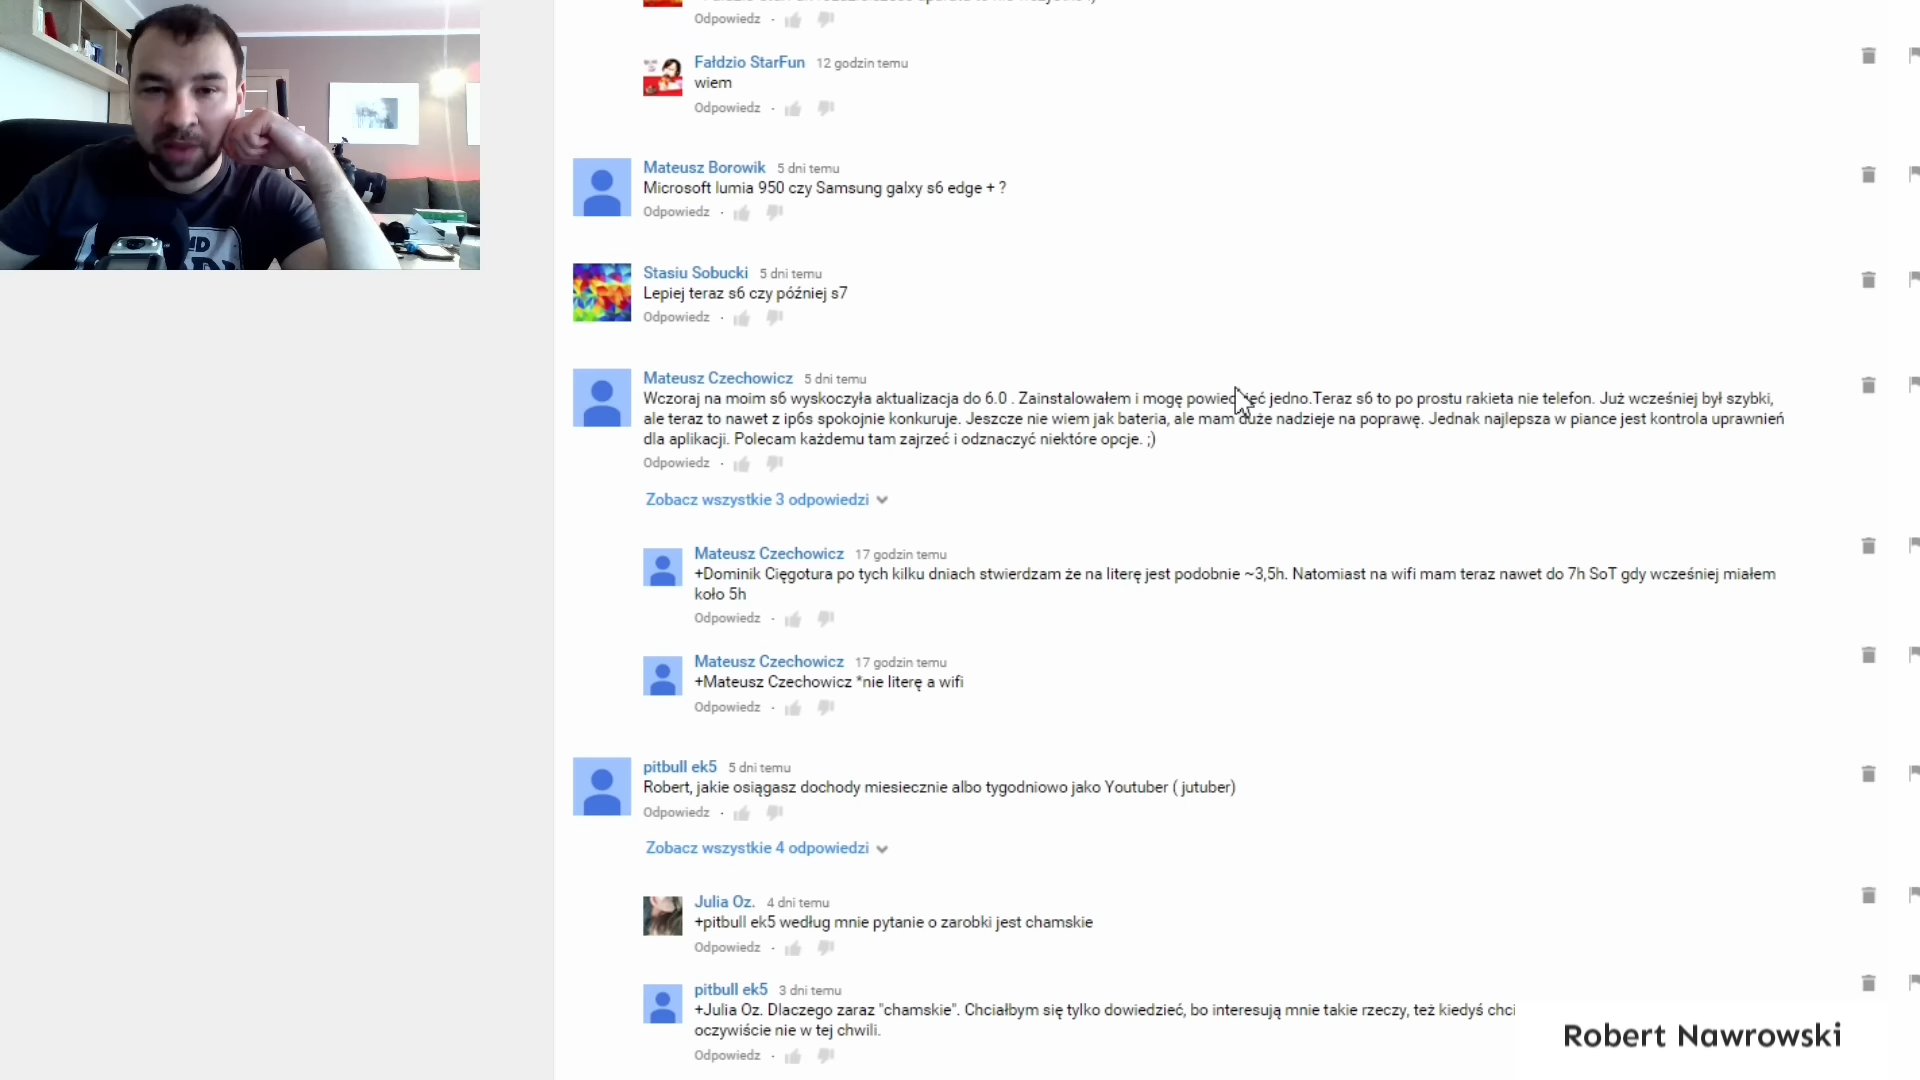 Odpowiedz ·
Fałdzio StarFun 12 godzin temu
wiem
Odpowiedz ·
Mateusz Borowik 5 dni temu
Microsoft lumia 950 czy Samsung galxy s6 edge + ?
Odpowiedz ·
Stasiu Sobucki 5 dni temu
Lepiej teraz s6 czy później s7
Odpowiedz ·
Mateusz Czechowicz 5 dni temu
Wczoraj na moim s6 wyskoczyła aktualizacja do 6.0 . Zainstalowałem i mogę powiedzieć jedno.Teraz s6 to po prostu rakieta nie telefon. Już wcześniej był szybki,
ale teraz to nawet z ip6s spokojnie konkuruje. Jeszcze nie wiem jak bateria, ale mam duże nadzieje na poprawę. Jednak najlepsza w piance jest kontrola uprawnień
dla aplikacji. Polecam każdemu tam zajrzeć i odznaczyć niektóre opcje. ;)
Odpowiedz ·
Zobacz wszystkie 3 odpowiedzi
Mateusz Czechowicz 17 godzin temu
+Dominik Cięgotura po tych kilku dniach stwierdzam że na literę jest podobnie ~3,5h. Natomiast na wifi mam teraz nawet do 7h SoT gdy wcześniej miałem
koło 5h
Odpowiedz ·
Mateusz Czechowicz 17 godzin temu
+Mateusz Czechowicz *nie literę a wifi
Odpowiedz ·
pitbull ek5 5 dni temu
Robert, jakie osiągasz dochody miesiecznie albo tygodniowo jako Youtuber ( jutuber)
Odpowiedz ·
Zobacz wszystkie 4 odpowiedzi
Julia Oz. 4 dni temu
+pitbull ek5 według mnie pytanie o zarobki jest chamskie
Odpowiedz ·
pitbull ek5 3 dni temu
+Julia Oz. Dlaczego zaraz "chamskie". Chciałbym się tylko dowiedzieć, bo interesują mnie takie rzeczy, też kiedyś chci
oczywiście nie w tej chwili.
Odpowiedz ·
Robert Nawrowski